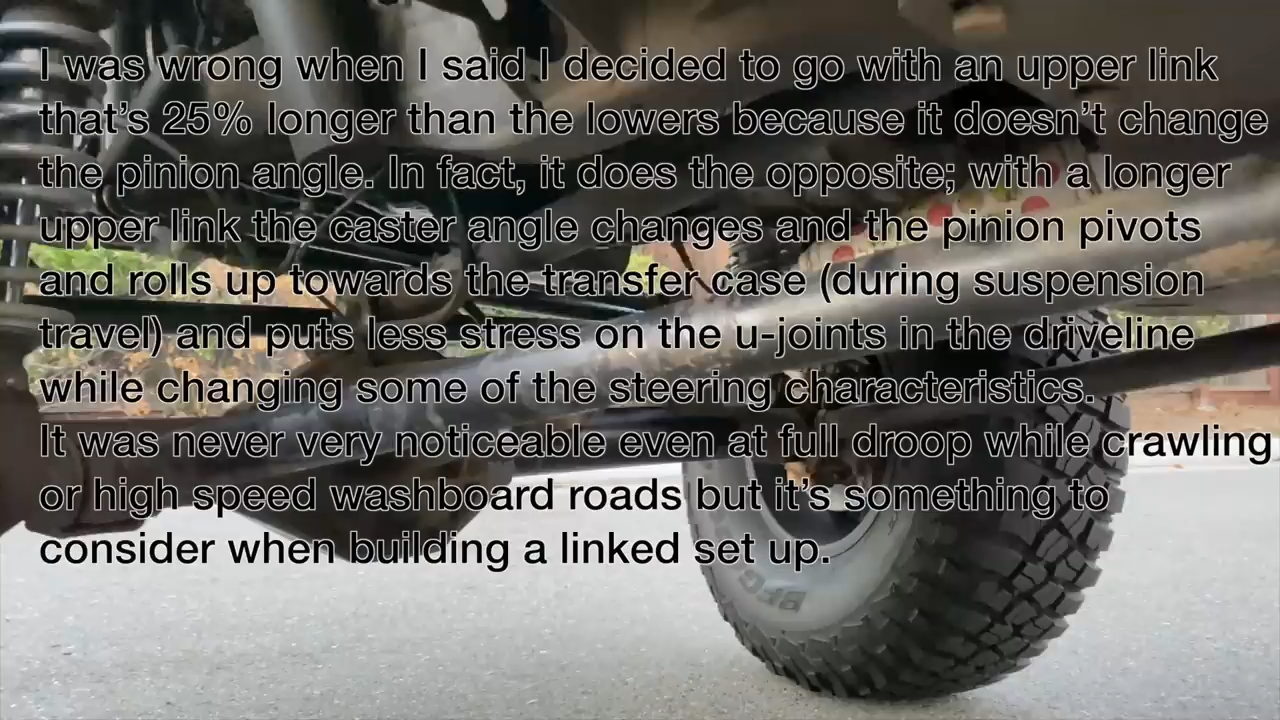 I was wrong when I said I decided to go with an upper link
that’s 25% longer than the lowers because it doesn’t change
the pinion angle. In fact, it does the opposite; with a longer
upper link the caster angle changes and the pinion pivots
and rolls up towards the transfer case (during suspension
travel) and puts less stress on the u-joints in the driveline
while changing some of the steering characteristics.
It was never very noticeable even at full droop while crawling
or high speed washboard roads but it’s something to
consider when building a linked set up.
BFG